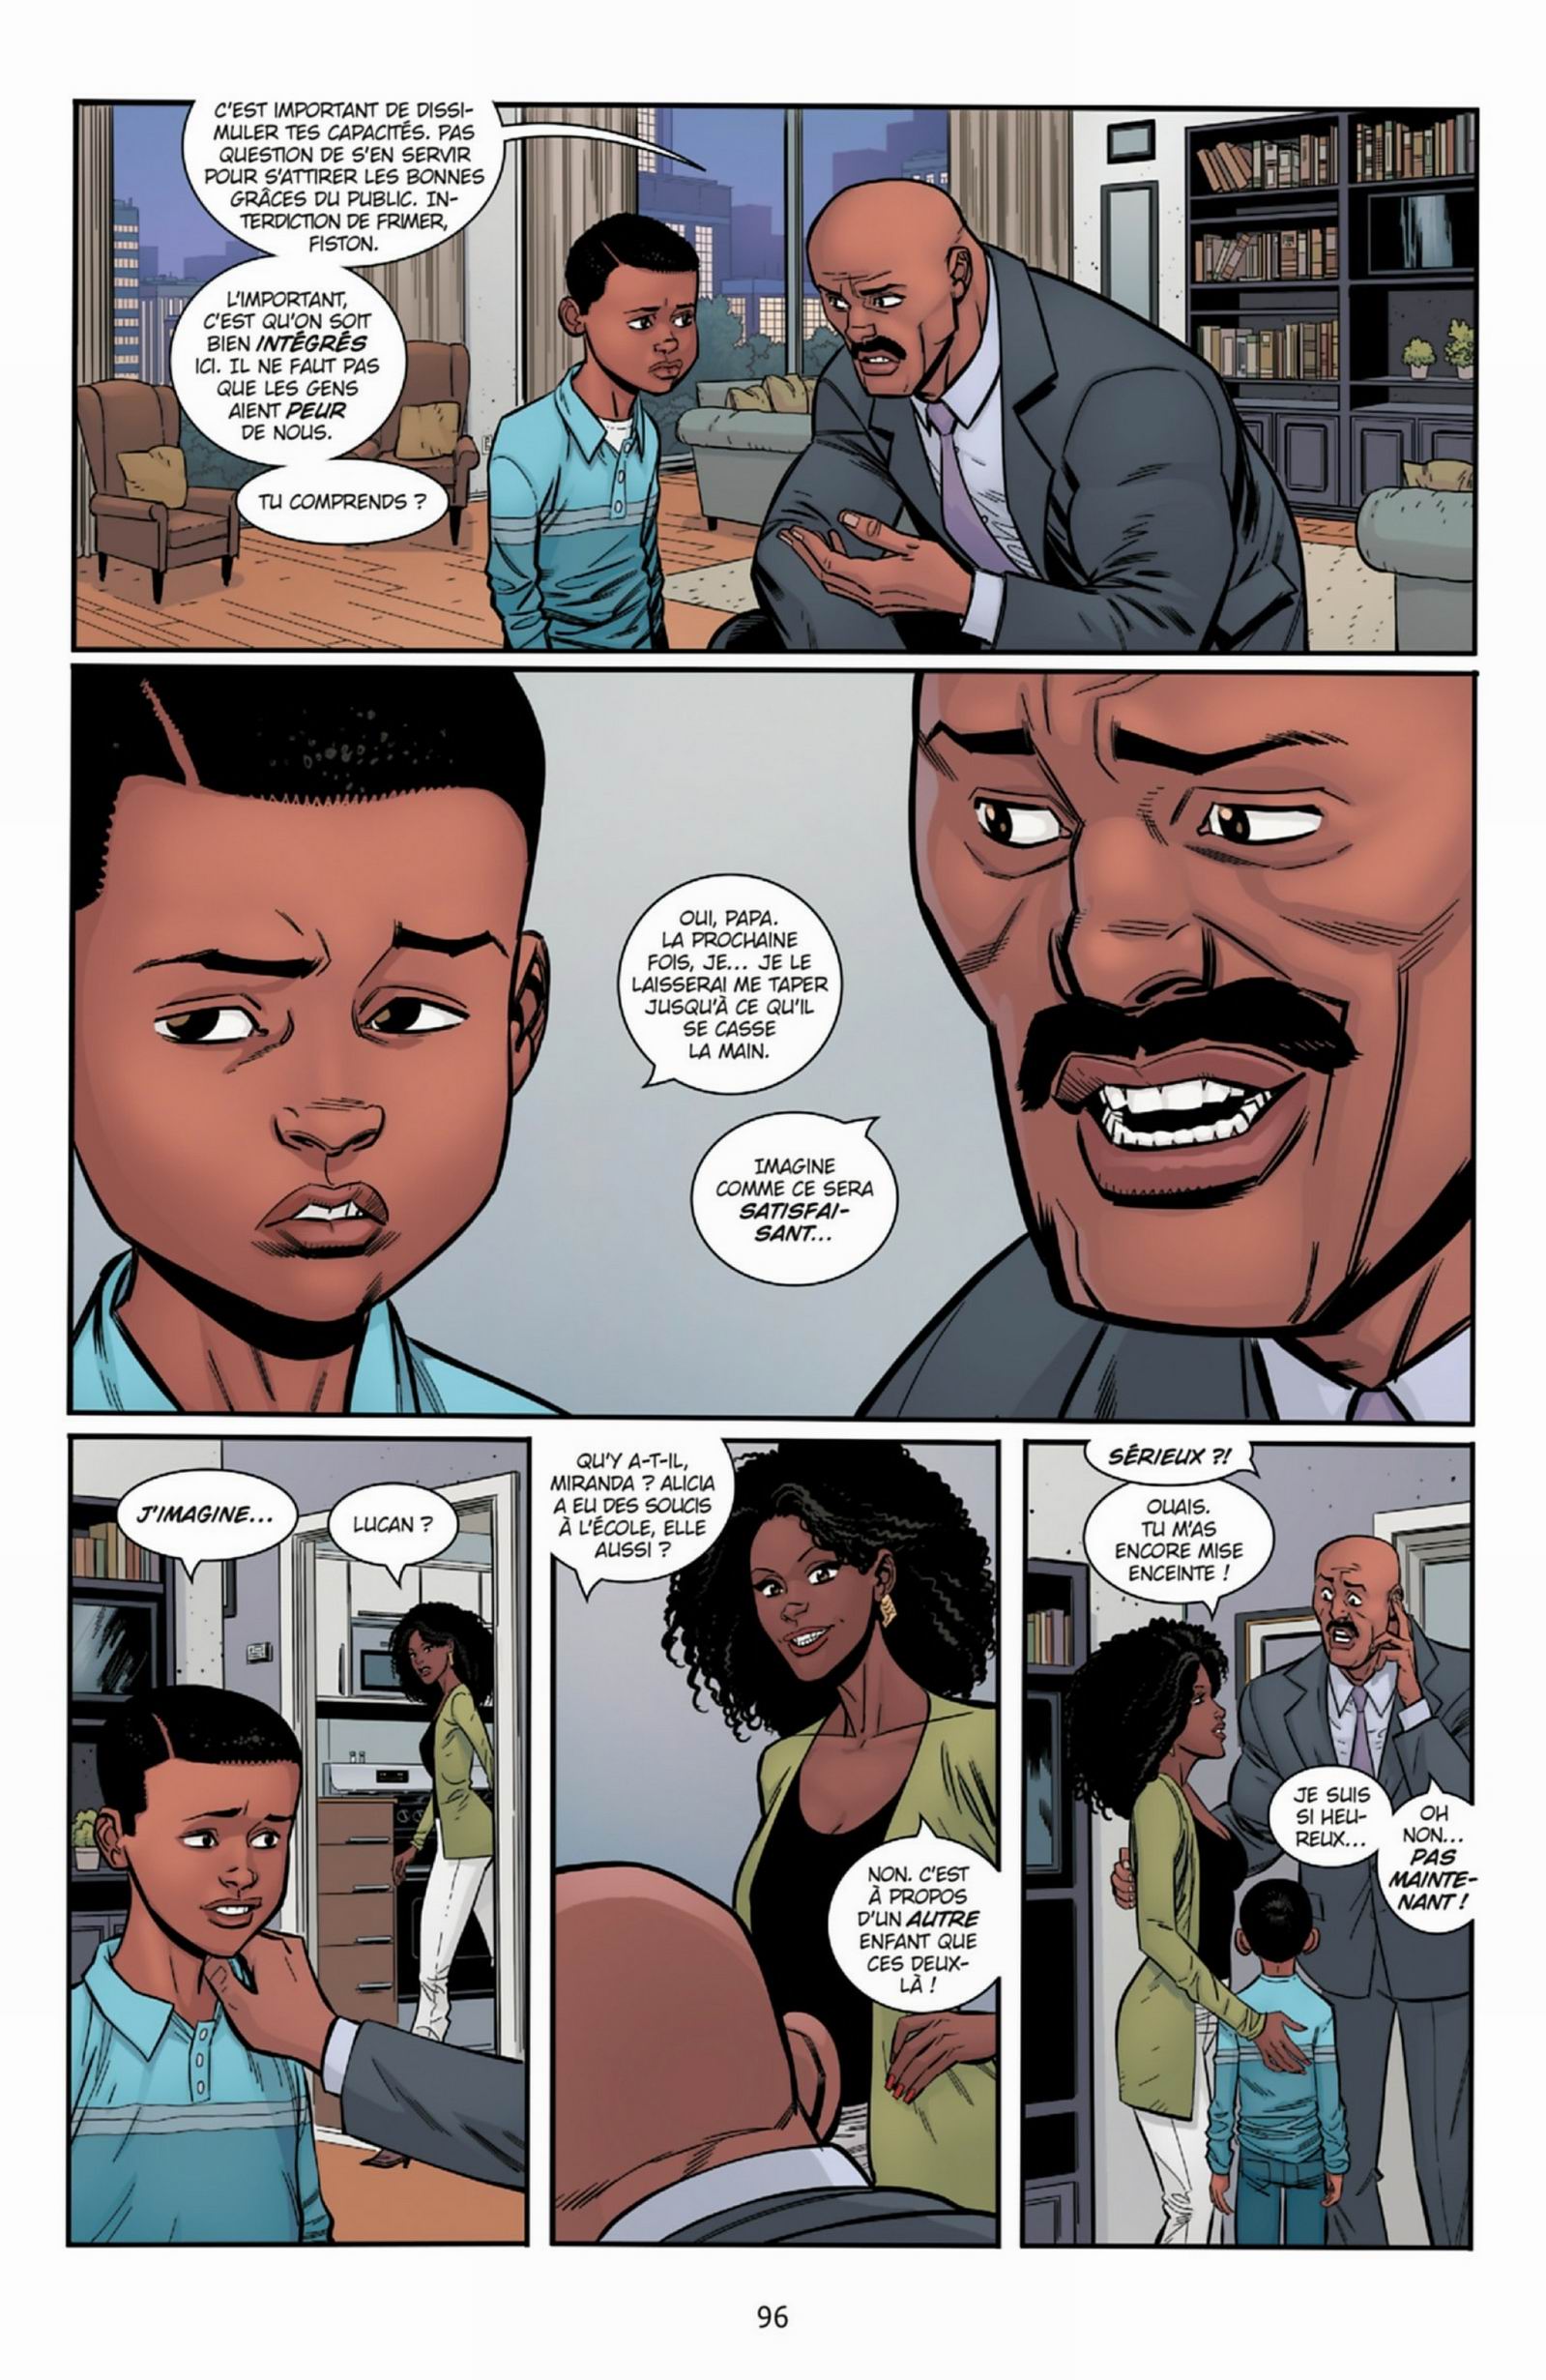 C'EST IMPORTANT DE DISSI-
MULER TES CAPACITÉS. PAS
QUESTION DE S'EN SERVIR
POUR S'ATTIRER LES BONNES
GRÂCES DU PUBLIC. IN-
TERDICTION DE FRIMER,
FISTON.
L'IMPORTANT,
C'EST QU'ON SOIT
BIEN INTÉGRÉS
ICI. IL NE FAUT PAS
QUE LES GENS
AIENT PEUR
DE NOUS.
TU COMPRENDS ?
OUI, PAPA.
LA PROCHAINE
FOIS, JE... JE LE
LAISSERAI ME TAPER
JUSQU'À CE QU'IL
SE CASSE
LA MAIN.
IMAGINE
COMME CE SERA
SATISFAI-
SANT...
J'IMAGINE...
LUCAN ?
QU'Y A-T-IL,
MIRANDA ? ALICIA
A EU DES SOUCIS
À L'ÉCOLE, ELLE
AUSSI ?
NON. C'EST
À PROPOS
D'UN AUTRE
ENFANT QUE
CES DEUX-
LÀ !
SÉRIEUX ?!
OUAIS.
TU M'AS
ENCORE MISE
ENCEINTE !
JE SUIS
SI HEU-
REUX...
OH
NON...
PAS
MAINTE-
NANT !
96